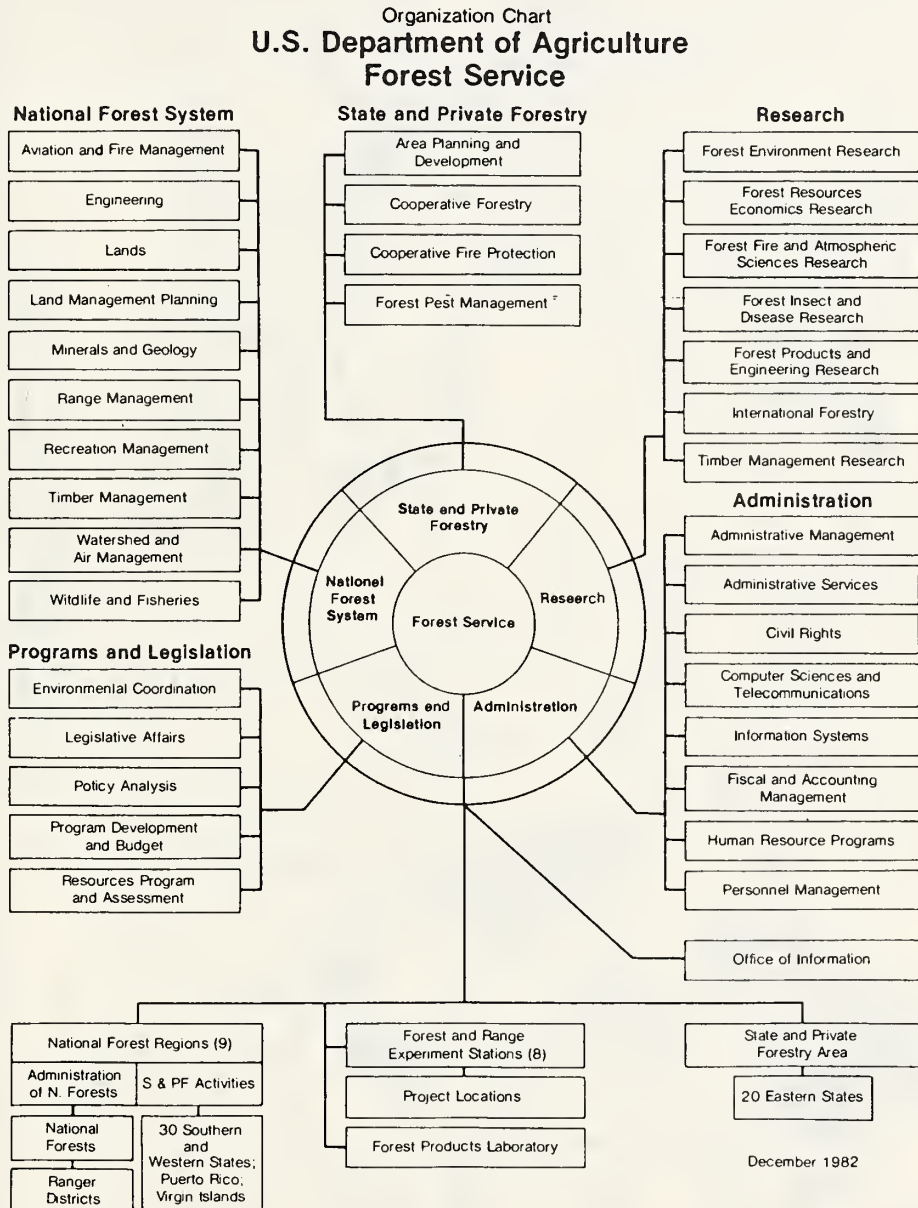 Organization Chart
U.S. Department of Agriculture
Forest Service
National Forest System
Aviation and Fire Management
Engineering
Lands
Land Management Planning
Minerals and Geology
Range Management
Recreation Management
Timber Management
Watershed and
Air Management
Wildlife and Fisheries
State and Private Forestry
Area Planning and
Development
Cooperative Forestry
Cooperative Fire Protection
Forest Pest Management
Research
Forest Environment Research
Forest Resources
Economics Research
Forest Fire and Atmospheric
Sciences Research
Forest Insect and
Disease Research
Forest Products and
Engineering Research
International Forestry
Timber Management Research
State and Private
Forestry
National
Forest
System
Forest Service
Research
Programs and
Legislation
Administration
Programs and Legislation
Environmental Coordination
Legislative Affairs
Policy Analysis
Program Development
and Budget
Resources Program
and Assessment
Administration
Administrative Management
Administrative Services
Civil Rights
Computer Sciences and
Telecommunications
Information Systems
Fiscal and Accounting
Management
Human Resource Programs
Personnel Management
Office of Information
National Forest Regions (9)
Administration
of N. Forests
S & PF Activities
National
Forests
Ranger
Districts
30 Southern
and
Western States;
Puerto Rico;
Virgin Islands
Forest and Range
Experiment Stations (8)
Project Locations
Forest Products Laboratory
State and Private
Forestry Area
20 Eastern States
December 1982